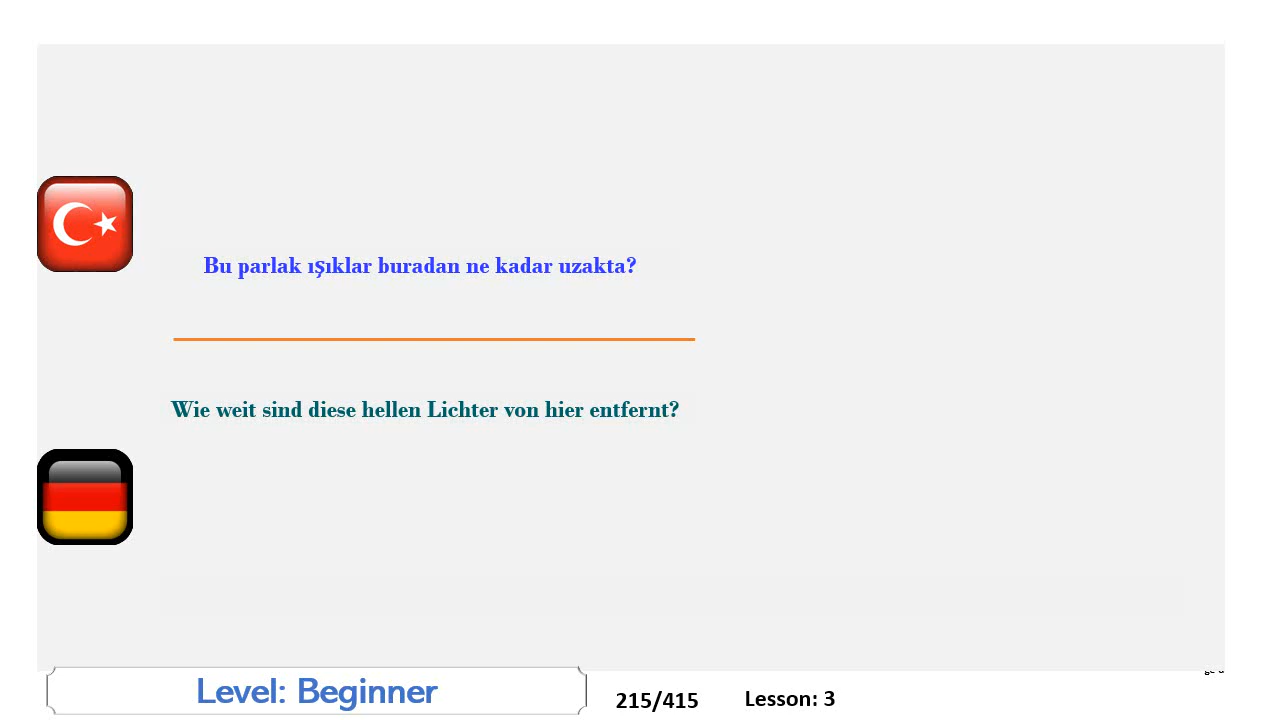 Bu parlak ışıklar buradan ne kadar uzakta?
Wie weit sind diese hellen Lichter von hier entfernt?
Level: Beginner
215/415
Lesson: 3